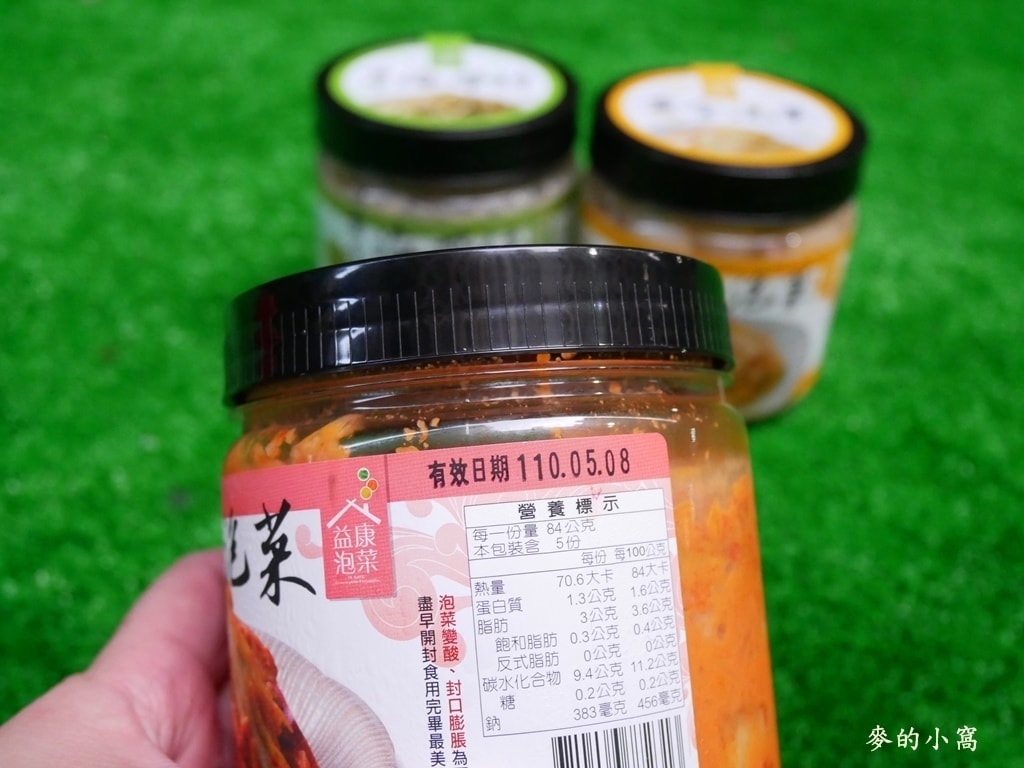 有效日期 110.05.08
益康
泡菜
菜
營養標示
每一份量 84公克
本包裝含 5份
每份 每100公克
熱量 70.6大卡 84大卡
蛋白質 1.3公克 1.6公克
脂肪 3公克 3.6公克
飽和脂肪 0.3公克 0.4公克
反式脂肪 0公克 0公克
碳水化合物 9.4公克 11.2公克
糖 0.2公克 0.2公克
鈉 383毫克 456毫克
泡菜變酸、封口膨脹為
盡早開封食用完畢最美
麥的小窩